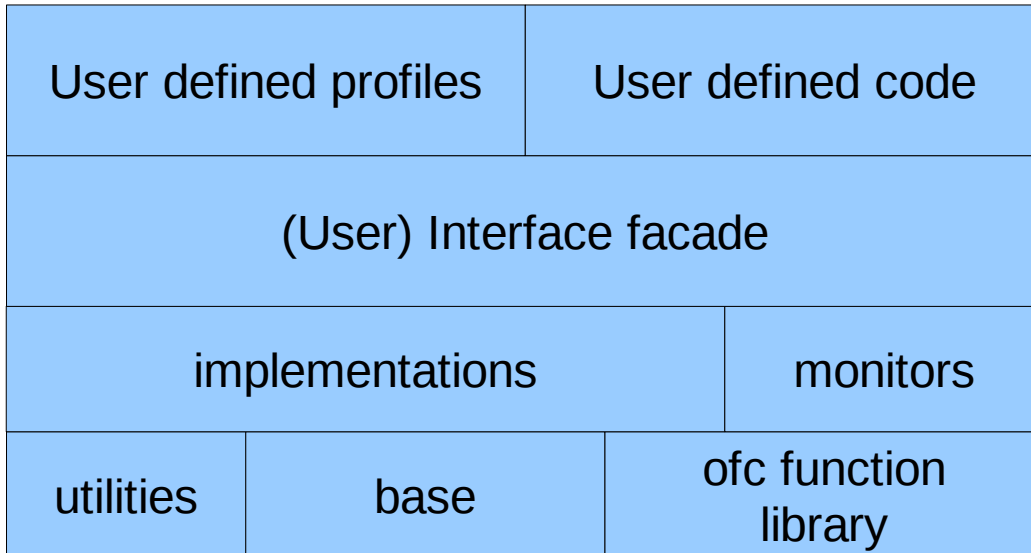 User defined profiles
User defined code
(User) Interface facade
implementations
monitors
utilities
base
ofc function
library